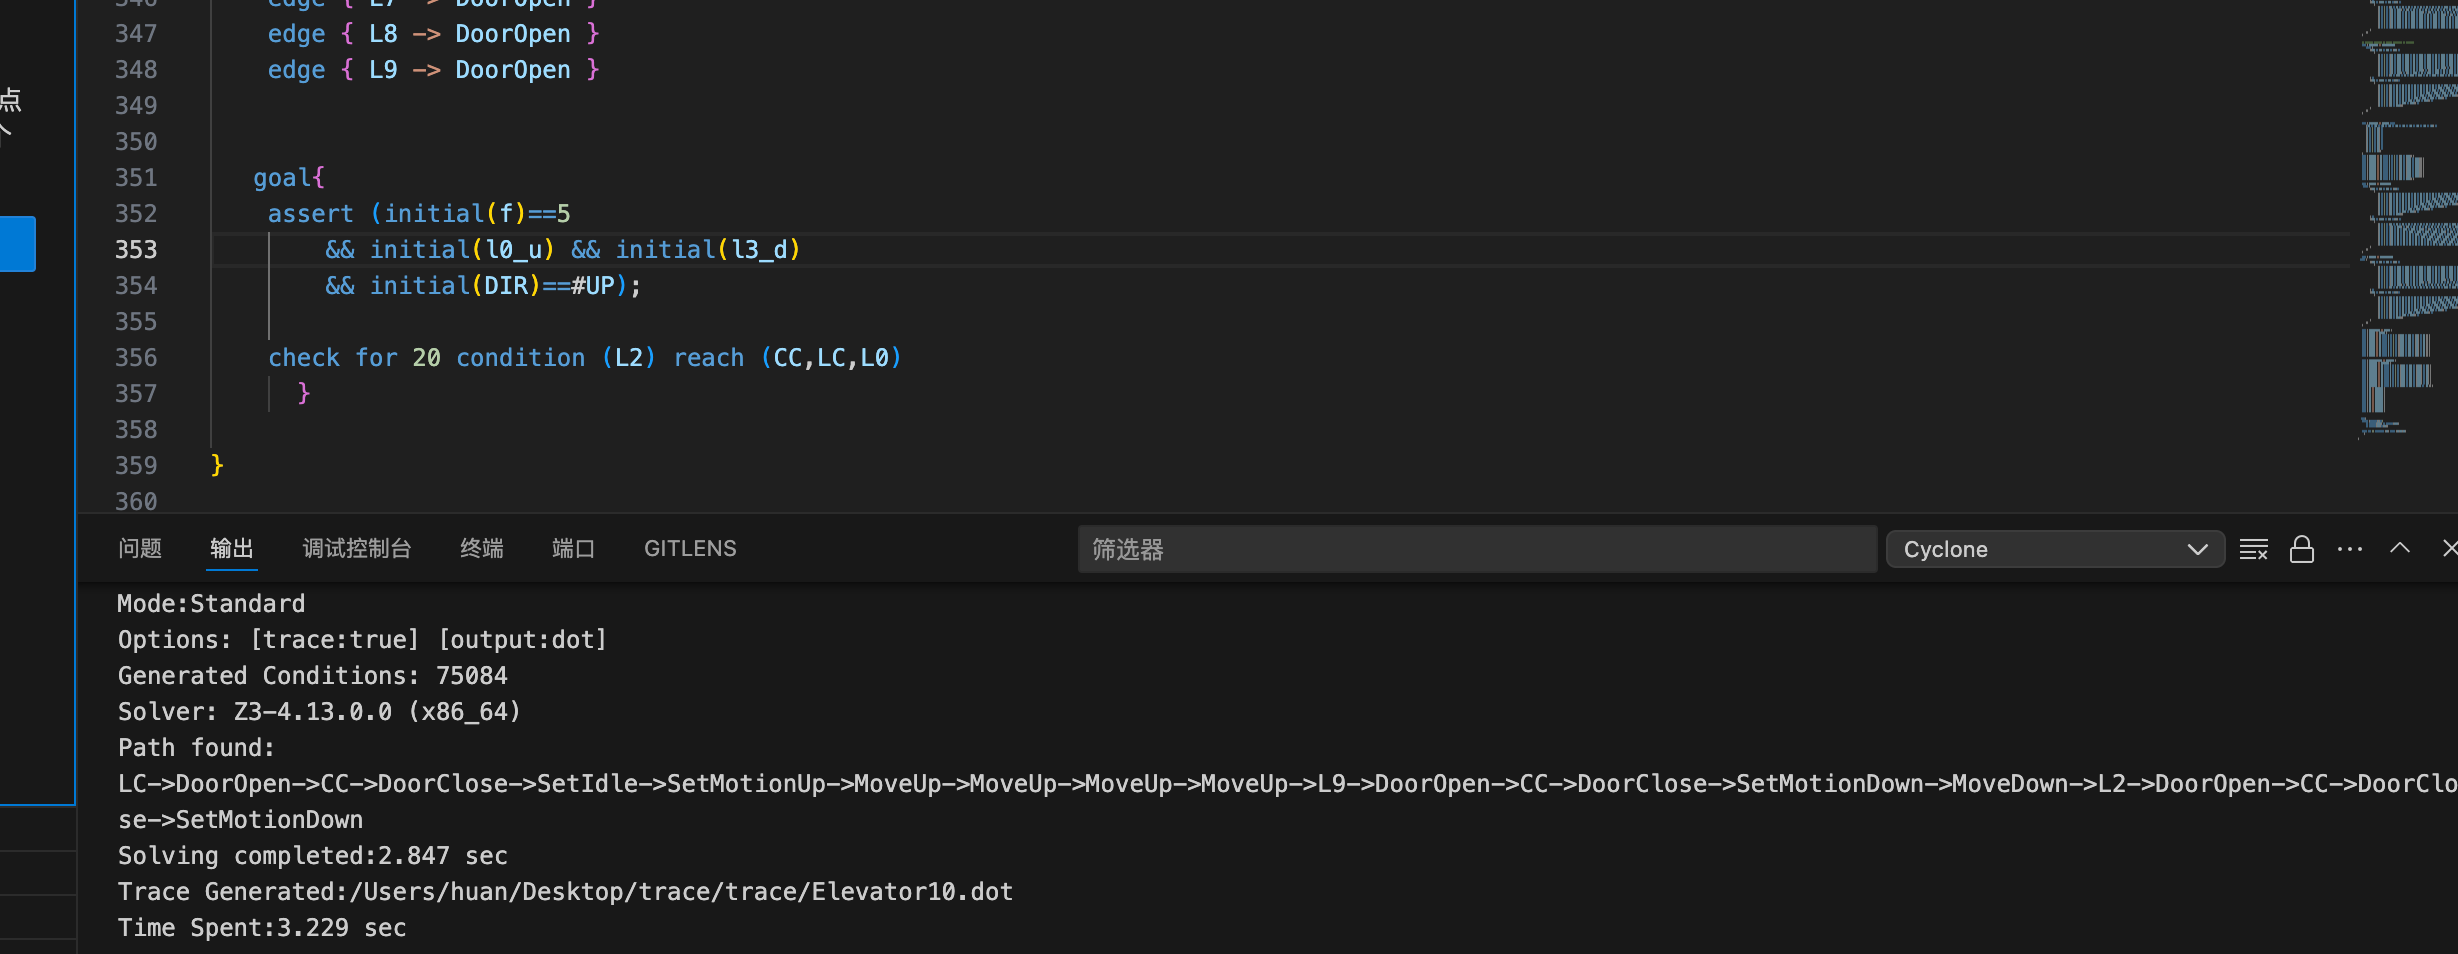 346 edge { L7 -> DoorOpen }
347 edge { L8 -> DoorOpen }
348 edge { L9 -> DoorOpen }
点
349
个
350
351 goal{
352 assert (initial(f)==5
353 && initial(l0_u) && initial(l3_d)
354 && initial(DIR)==#UP);
355
356 check for 20 condition (L2) reach (CC,LC,L0)
357 }
358
359 }
360
问题 输出 调试控制台 终端 端口 GITLENS 筛选器 Cyclone
Mode:Standard
Options: [trace:true] [output:dot]
Generated Conditions: 75084
Solver: Z3-4.13.0.0 (x86_64)
Path found:
LC->DoorOpen->CC->DoorClose->SetIdle->SetMotionUp->MoveUp->MoveUp->MoveUp->MoveUp->L9->DoorOpen->CC->DoorClose->SetMotionDown->MoveDown->L2->DoorOpen->CC->DoorClo
se->SetMotionDown
Solving completed:2.847 sec
Trace Generated:/Users/huan/Desktop/trace/trace/Elevator10.dot
Time Spent:3.229 sec